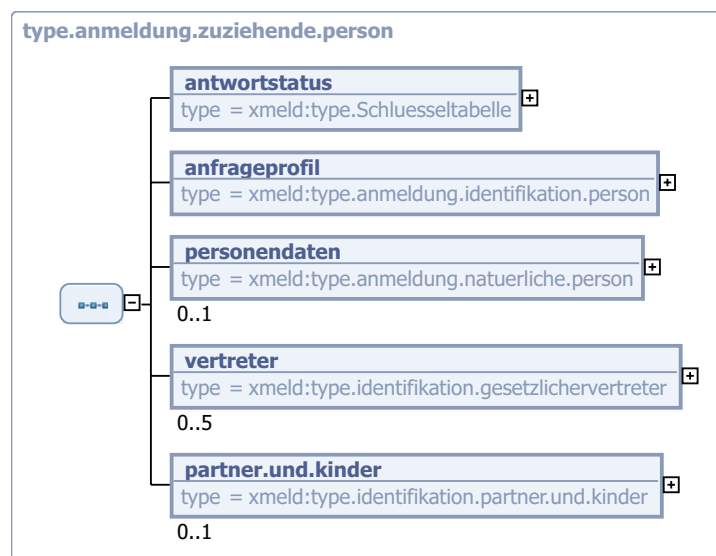 type.anmeldung.zuziehende.person
antwortstatus
type = xmeld:type.Schluesseltabelle
anfrageprofil
type = xmeld:type.anmeldung.identifikation.person
personendaten
type = xmeld:type.anmeldung.natuerliche.person
0..1
vertreter
type = xmeld:type.identifikation.gesetzlichervertreter
0..5
partner.und.kinder
type = xmeld:type.identifikation.partner.und.kinder
0..1